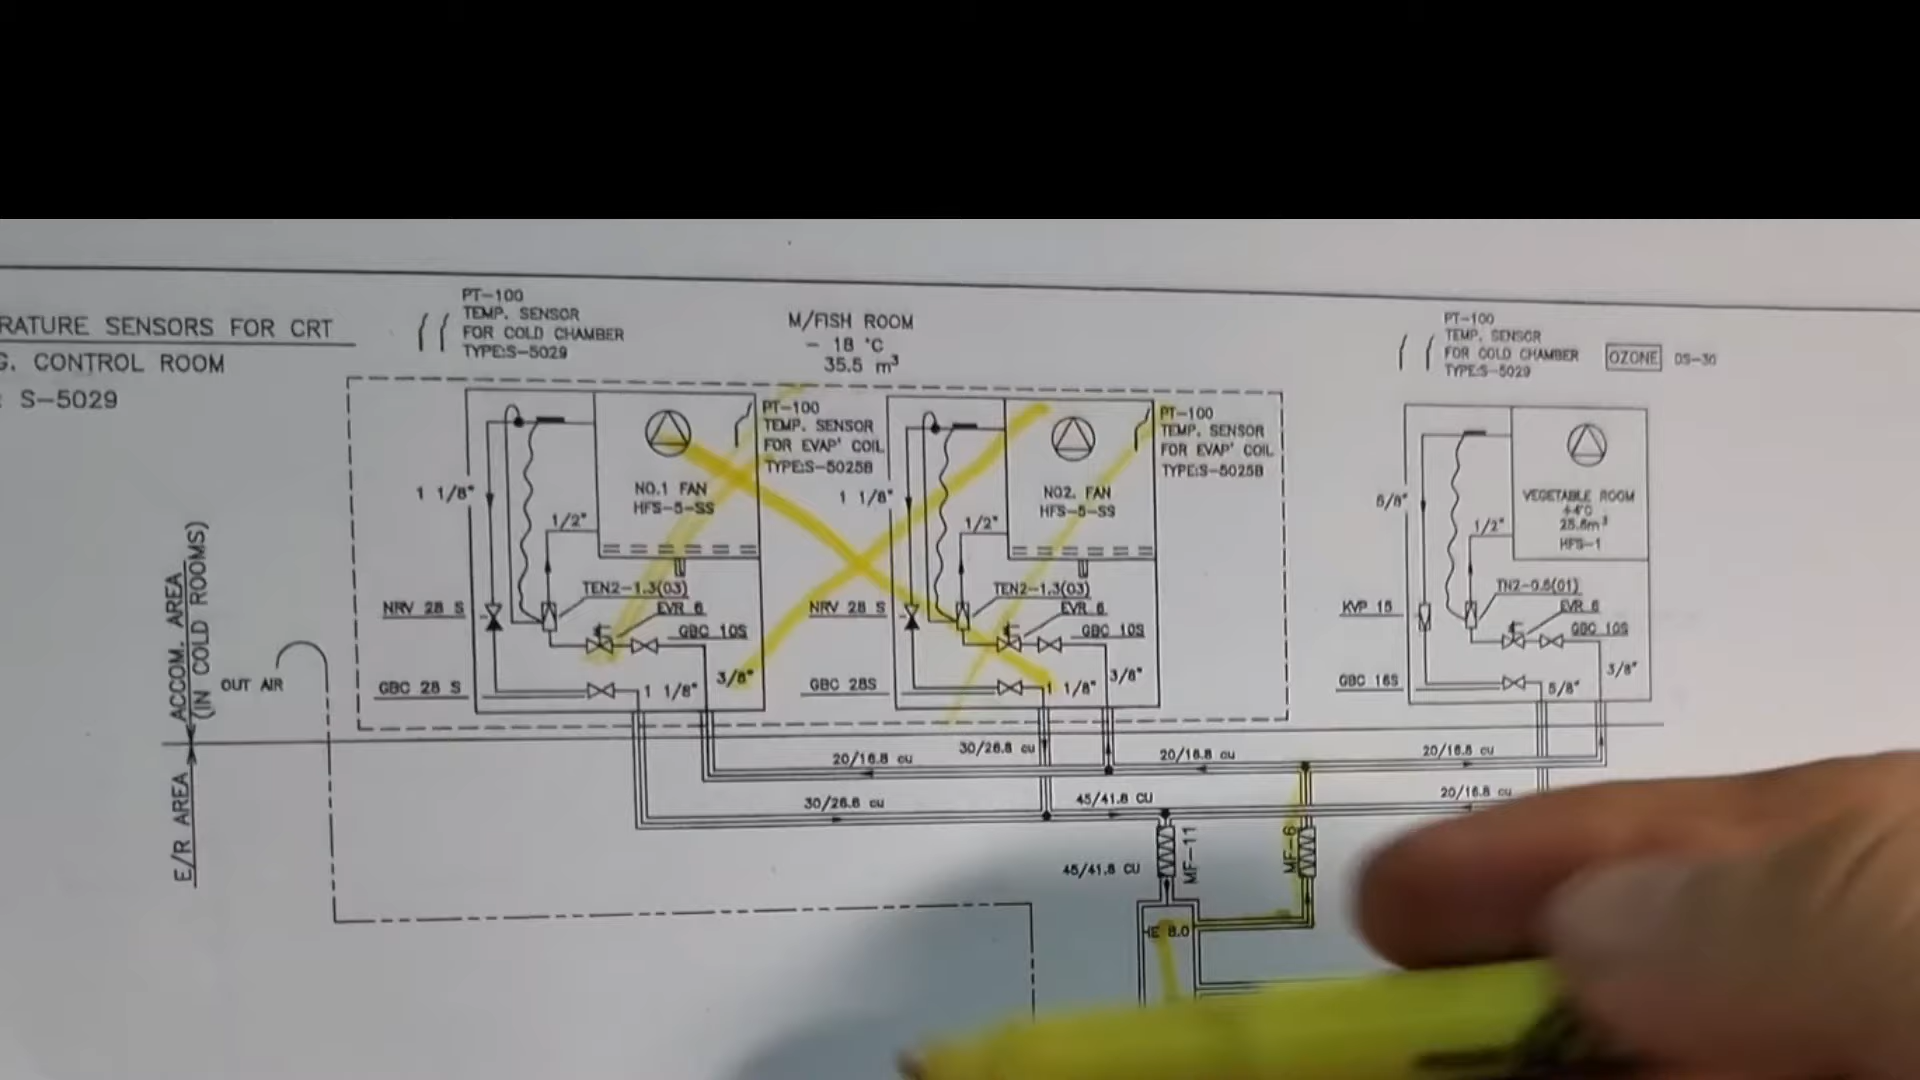 RATURE SENSORS FOR CRT
G. CONTROL ROOM
: S-5029
PT-100
TEMP. SENSOR
FOR COLD CHAMBER
TYPE:S-5029
M/FISH ROOM
- 18 °C
35.5 m³
PT-100
TEMP. SENSOR
FOR COLD CHAMBER
TYPE:S-5029
OZONE
OS-30
1 1/8"
1/2"
NO.1 FAN
HFS-5-SS
PT-100
TEMP. SENSOR
FOR EVAP' COIL
TYPE:S-5025B
TEN2-1.3(03)
EVR 6
GBC 10S
NRV 28 S
GBC 28 S
1 1/8"
3/8"
1 1/8"
1/2"
NO2. FAN
HFS-5-SS
PT-100
TEMP. SENSOR
FOR EVAP' COIL
TYPE:S-5025B
TEN2-1.3(03)
EVR 6
GBC 10S
NRV 28 S
GBC 28S
1 1/8"
3/8"
5/8"
1/2"
VEGETABLE ROOM
+4°C
25.6m³
HFS-1
TN2-0.6(01)
EVR 6
GBC 10S
KVP 15
GBC 16S
5/8"
3/8"
ACCOM. AREA
(IN COLD ROOMS)
E/R AREA
OUT AIR
20/16.8 cu
30/26.8 cu
20/16.8 cu
20/16.8 cu
30/26.8 cu
45/41.8 CU
20/16.8 cu
45/41.8 CU
MF-11
MF-6
HE 8.0